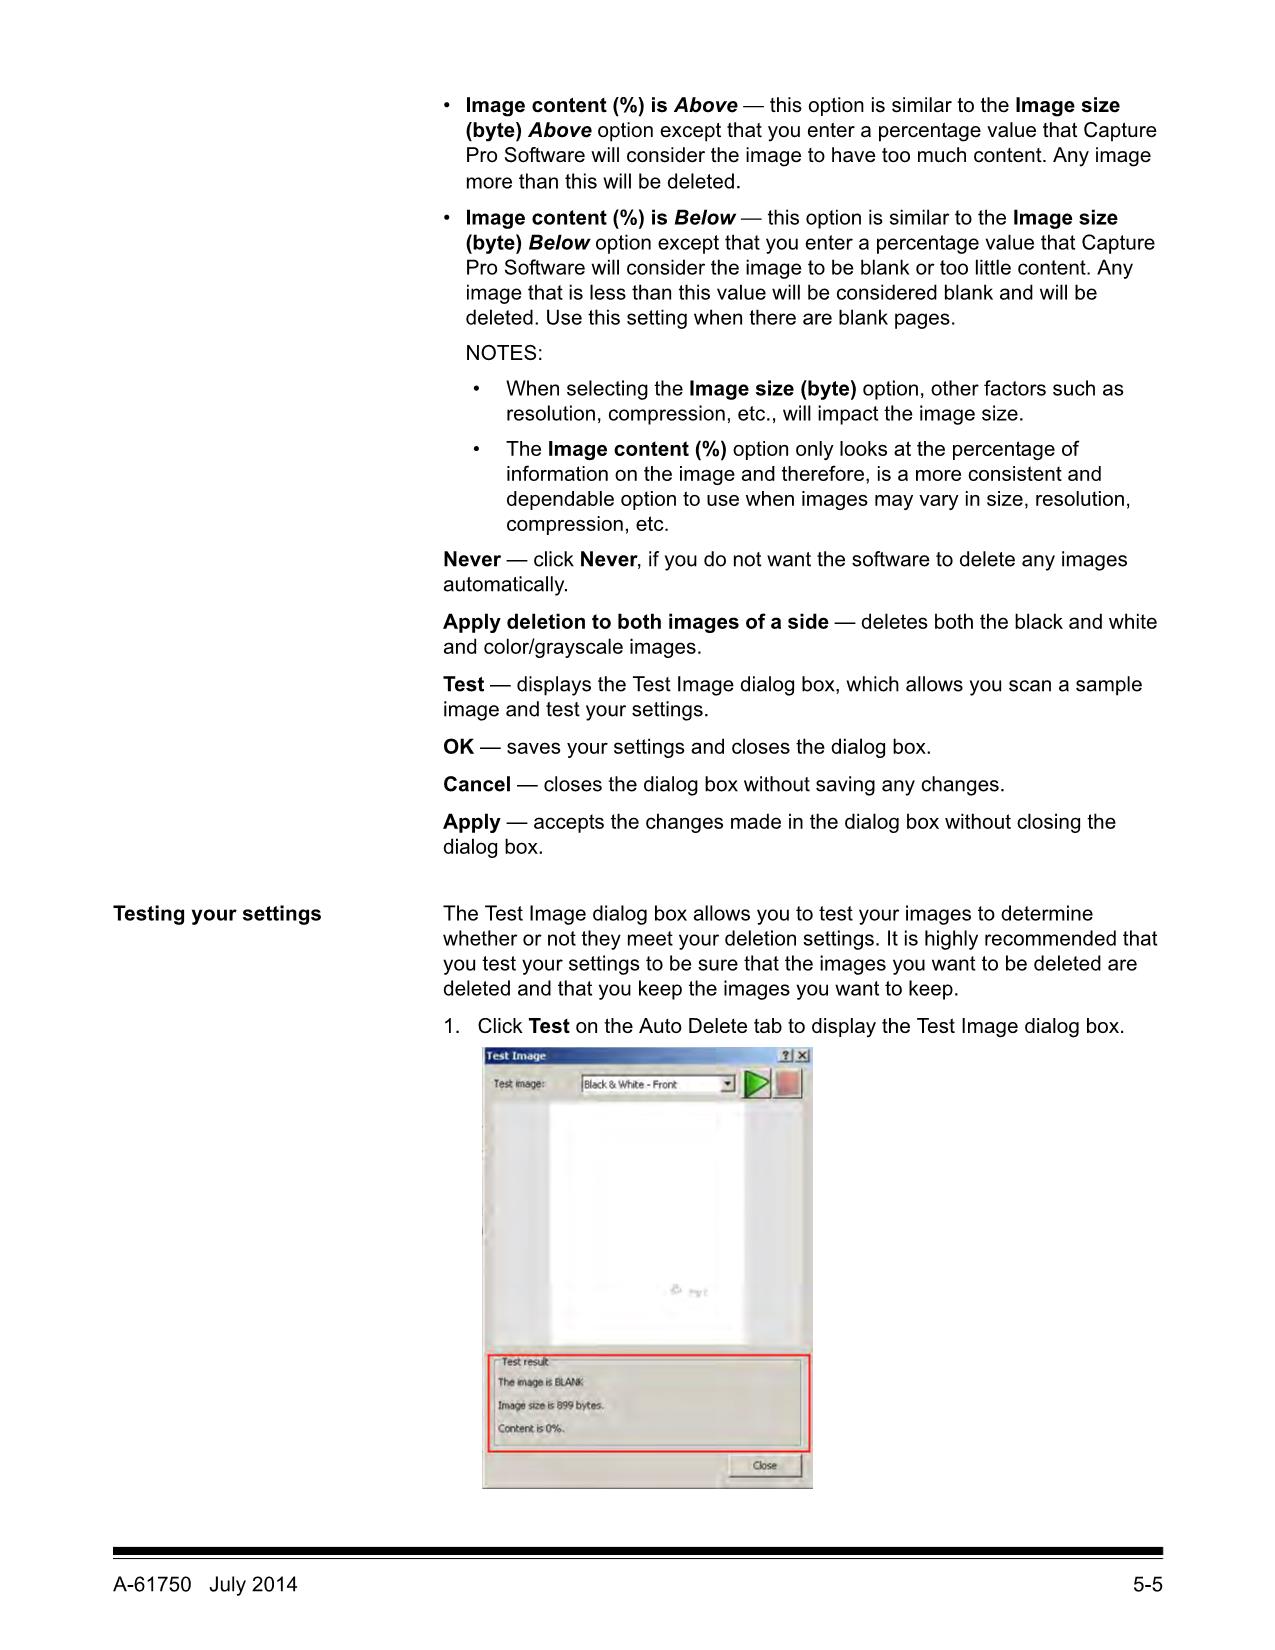 • Image content (%) is Above — this option is similar to the Image size
(byte) Above option except that you enter a percentage value that Capture
Pro Software will consider the image to have too much content. Any image
more than this will be deleted.
• Image content (%) is Below — this option is similar to the Image size
(byte) Below option except that you enter a percentage value that Capture
Pro Software will consider the image to be blank or too little content. Any
image that is less than this value will be considered blank and will be
deleted. Use this setting when there are blank pages.
NOTES:
• When selecting the Image size (byte) option, other factors such as
resolution, compression, etc., will impact the image size.
• The Image content (%) option only looks at the percentage of
information on the image and therefore, is a more consistent and
dependable option to use when images may vary in size, resolution,
compression, etc.
Never — click Never, if you do not want the software to delete any images
automatically.
Apply deletion to both images of a side — deletes both the black and white
and color/grayscale images.
Test — displays the Test Image dialog box, which allows you scan a sample
image and test your settings.
OK — saves your settings and closes the dialog box.
Cancel — closes the dialog box without saving any changes.
Apply — accepts the changes made in the dialog box without closing the
dialog box.
Testing your settings
The Test Image dialog box allows you to test your images to determine
whether or not they meet your deletion settings. It is highly recommended that
you test your settings to be sure that the images you want to be deleted are
deleted and that you keep the images you want to keep.
1. Click Test on the Auto Delete tab to display the Test Image dialog box.
Test Image
Test image: Black & White - Front
Test result
The image is BLANK
Image size is 899 bytes.
Content is 0%.
Close
A-61750 July 2014 5-5